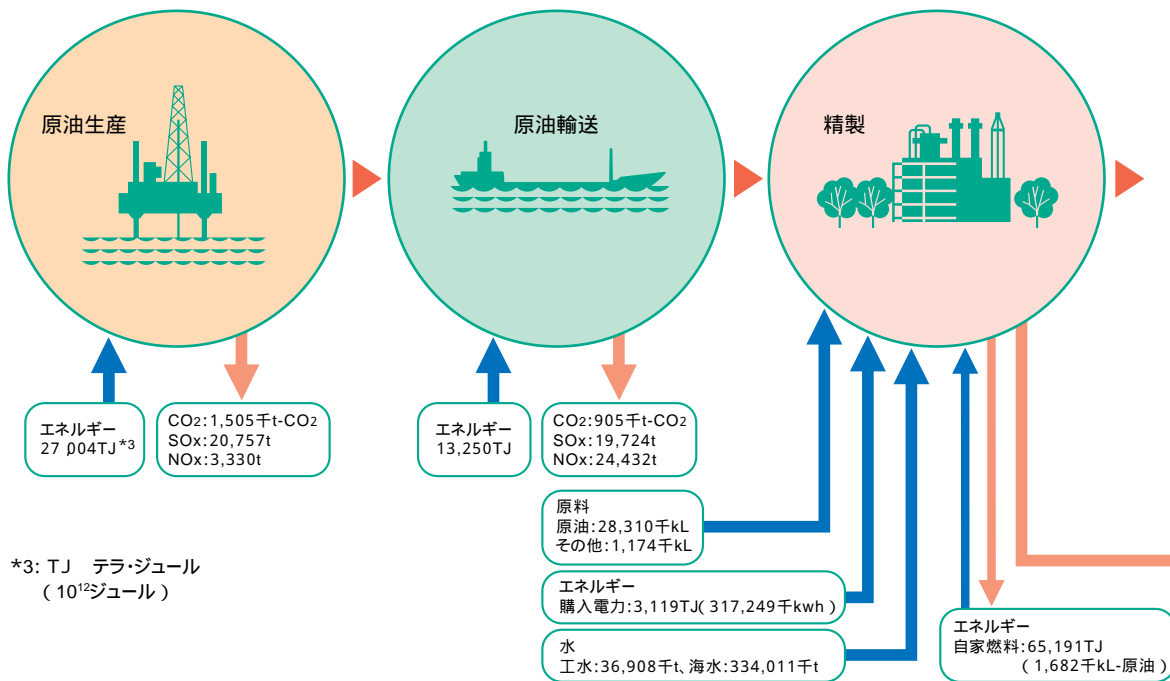 原油生産
原油輸送
精製
エネルギー
27,004TJ*3
CO2:1,505千t-CO2
SOx:20,757t
NOx:3,330t
エネルギー
13,250TJ
CO2:905千t-CO2
SOx:19,724t
NOx:24,432t
原料
原油:28,310千kL
その他:1,174千kL
*3: TJ テラ・ジュール
(10¹²ジュール)
エネルギー
購入電力:3,119TJ(317,249千kwh)
水
工水:36,908千t、海水:334,011千t
エネルギー
自家燃料:65,191TJ
(1,682千kL-原油)